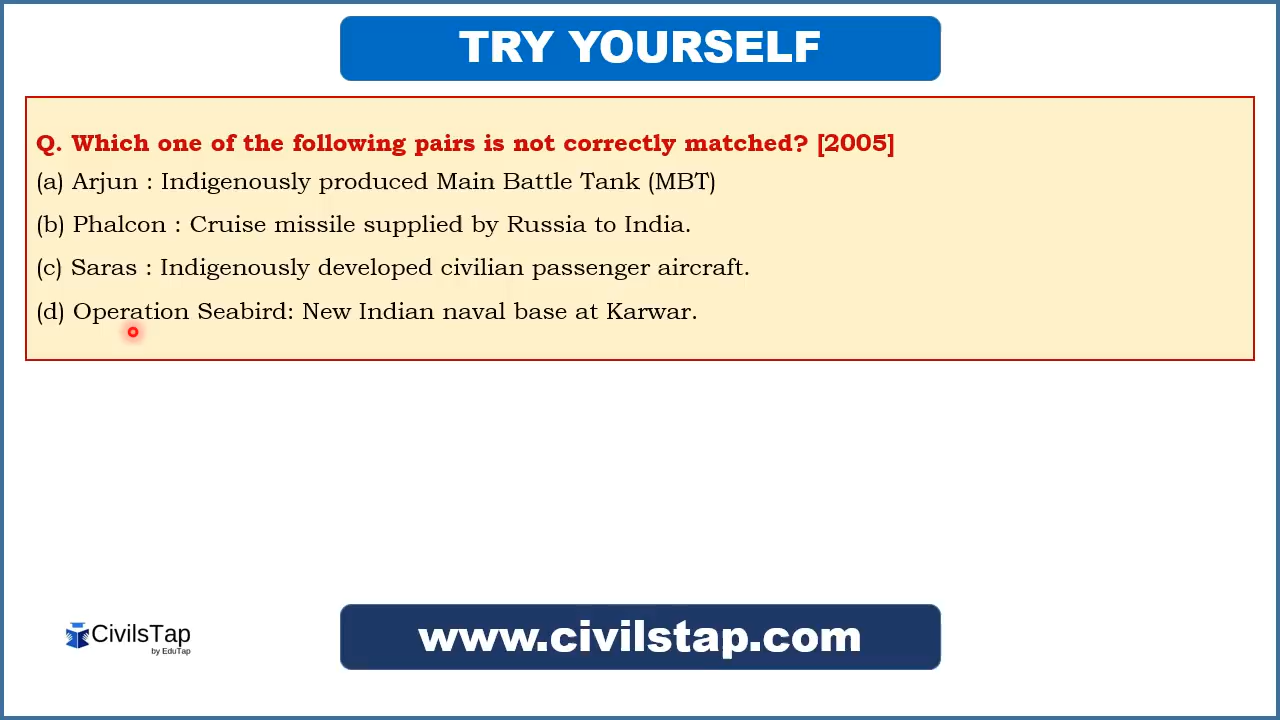 TRY YOURSELF
Q. Which one of the following pairs is not correctly matched? [2005]
(a) Arjun : Indigenously produced Main Battle Tank (MBT)
(b) Phalcon : Cruise missile supplied by Russia to India.
(c) Saras : Indigenously developed civilian passenger aircraft.
(d) Operation Seabird: New Indian naval base at Karwar.
CivilsTap
by EduTap
www.civilstap.com